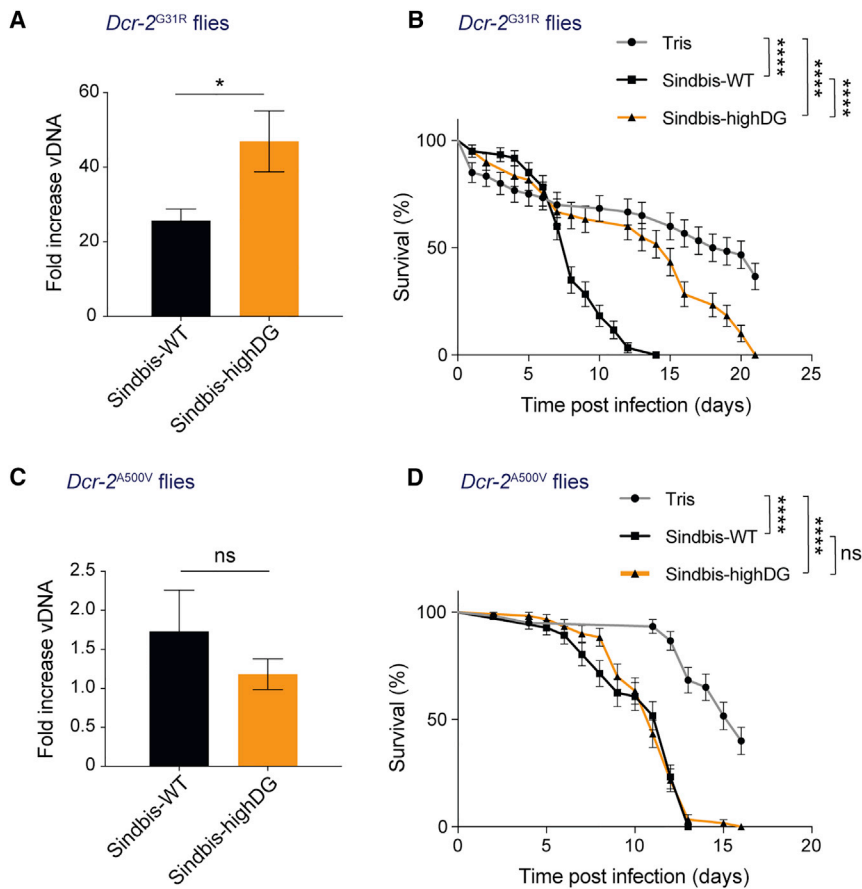 A
Dcr-2G31R flies
*
Fold increase vDNA
60
40
20
0
Sindbis-WT
Sindbis-highDG
B
Dcr-2G31R flies
Tris
Sindbis-WT
Sindbis-highDG
****
****
****
Survival (%)
100
50
0
0 5 10 15 20 25
Time post infection (days)
C
Dcr-2A500V flies
ns
Fold increase vDNA
2.5
2.0
1.5
1.0
0.5
0
Sindbis-WT
Sindbis-highDG
D
Dcr-2A500V flies
Tris
Sindbis-WT
Sindbis-highDG
****
****
ns
Survival (%)
100
50
0
0 5 10 15 20
Time post infection (days)